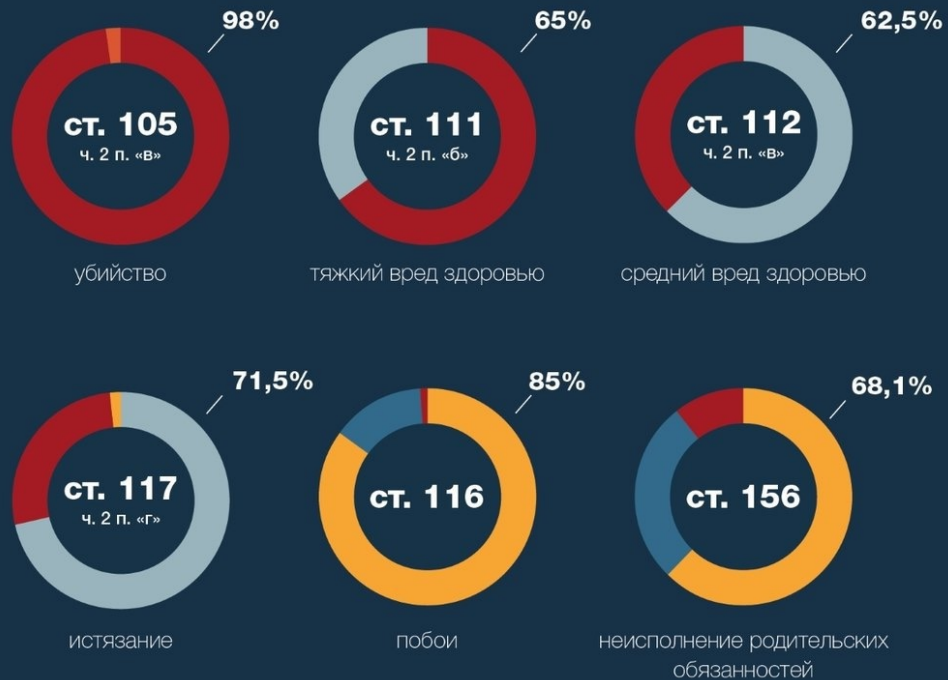 98%
ст. 105
ч. 2 п. «в»
убийство
65%
ст. 111
ч. 2 п. «б»
тяжкий вред здоровью
62,5%
ст. 112
ч. 2 п. «в»
средний вред здоровью
71,5%
ст. 117
ч. 2 п. «г»
истязание
85%
ст. 116
побои
68,1%
ст. 156
неисполнение родительских
обязанностей